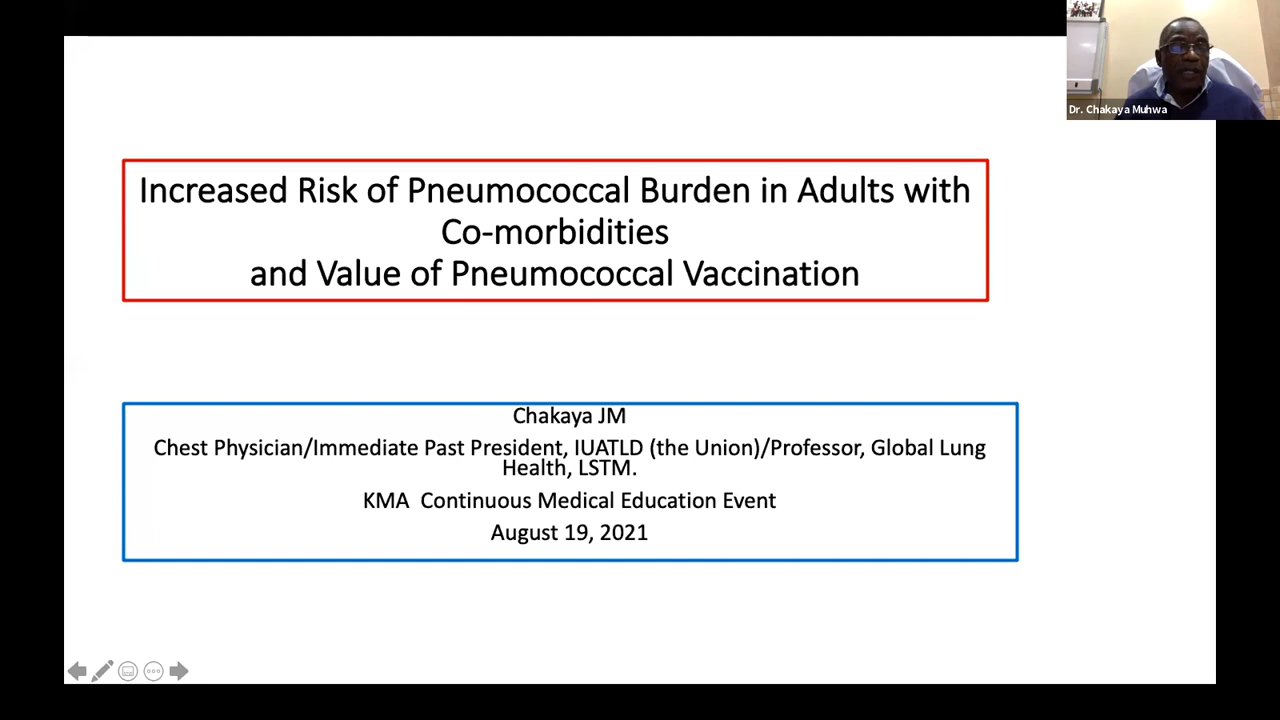 Dr. Chakaya Muhwa
Increased Risk of Pneumococcal Burden in Adults with
Co-morbidities
and Value of Pneumococcal Vaccination
Chakaya JM
Chest Physician/Immediate Past President, IUATLD (the Union)/Professor, Global Lung
Health, LSTM.
KMA Continuous Medical Education Event
August 19, 2021